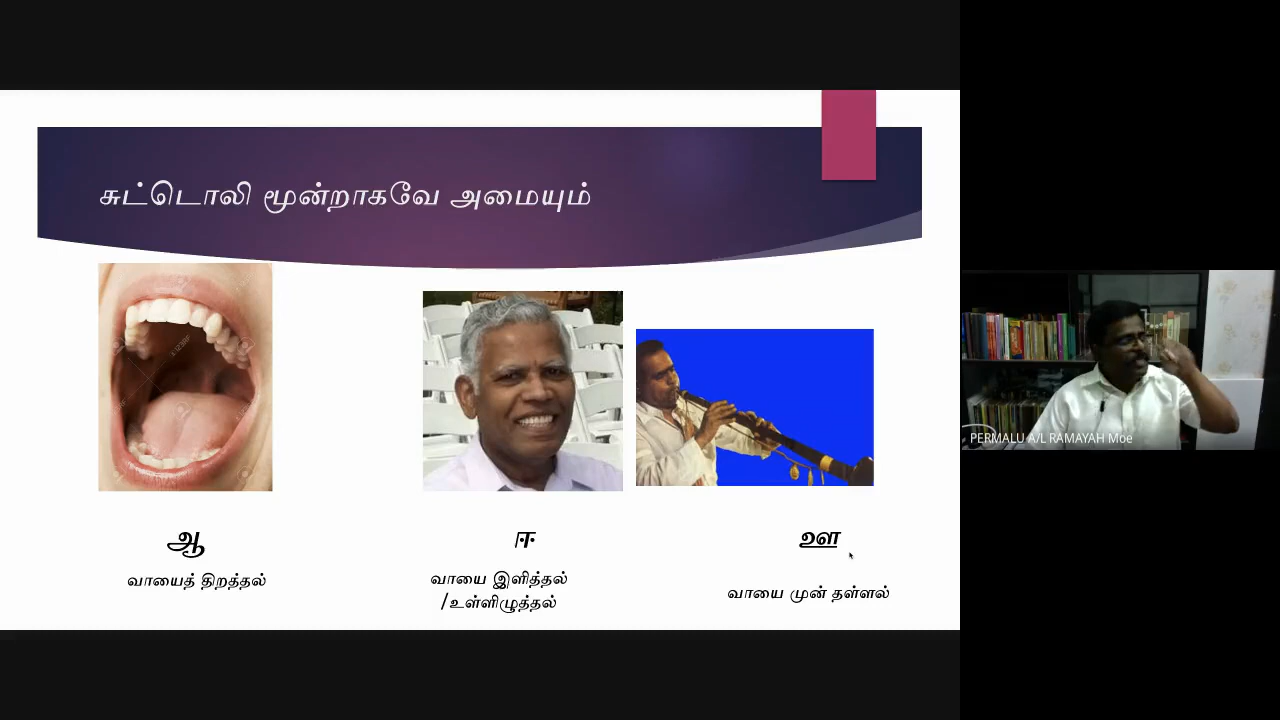 சுட்டொலி மூன்றாகவே அமையும்
ஆ
வாயைத் திறத்தல்
ஈ
வாயை இளித்தல்
/உள்ளிழுத்தல்
ஊ
வாயை முன் தள்ளல்
PERMALU A/L RAMAYAH Moe